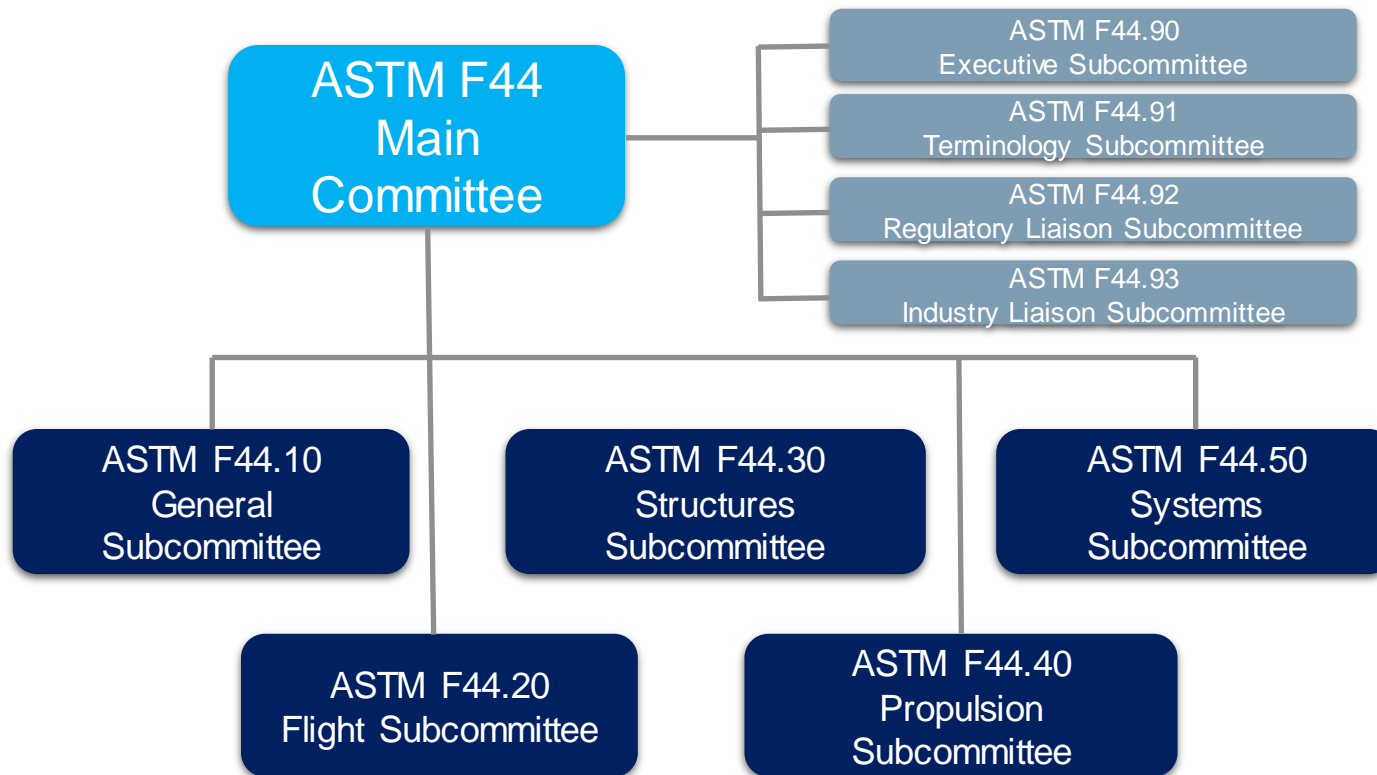 ASTM F44
Main
Committee
ASTM F44.90
Executive Subcommittee
ASTM F44.91
Terminology Subcommittee
ASTM F44.92
Regulatory Liaison Subcommittee
ASTM F44.93
Industry Liaison Subcommittee
ASTM F44.10
General
Subcommittee
ASTM F44.30
Structures
Subcommittee
ASTM F44.50
Systems
Subcommittee
ASTM F44.20
Flight Subcommittee
ASTM F44.40
Propulsion
Subcommittee